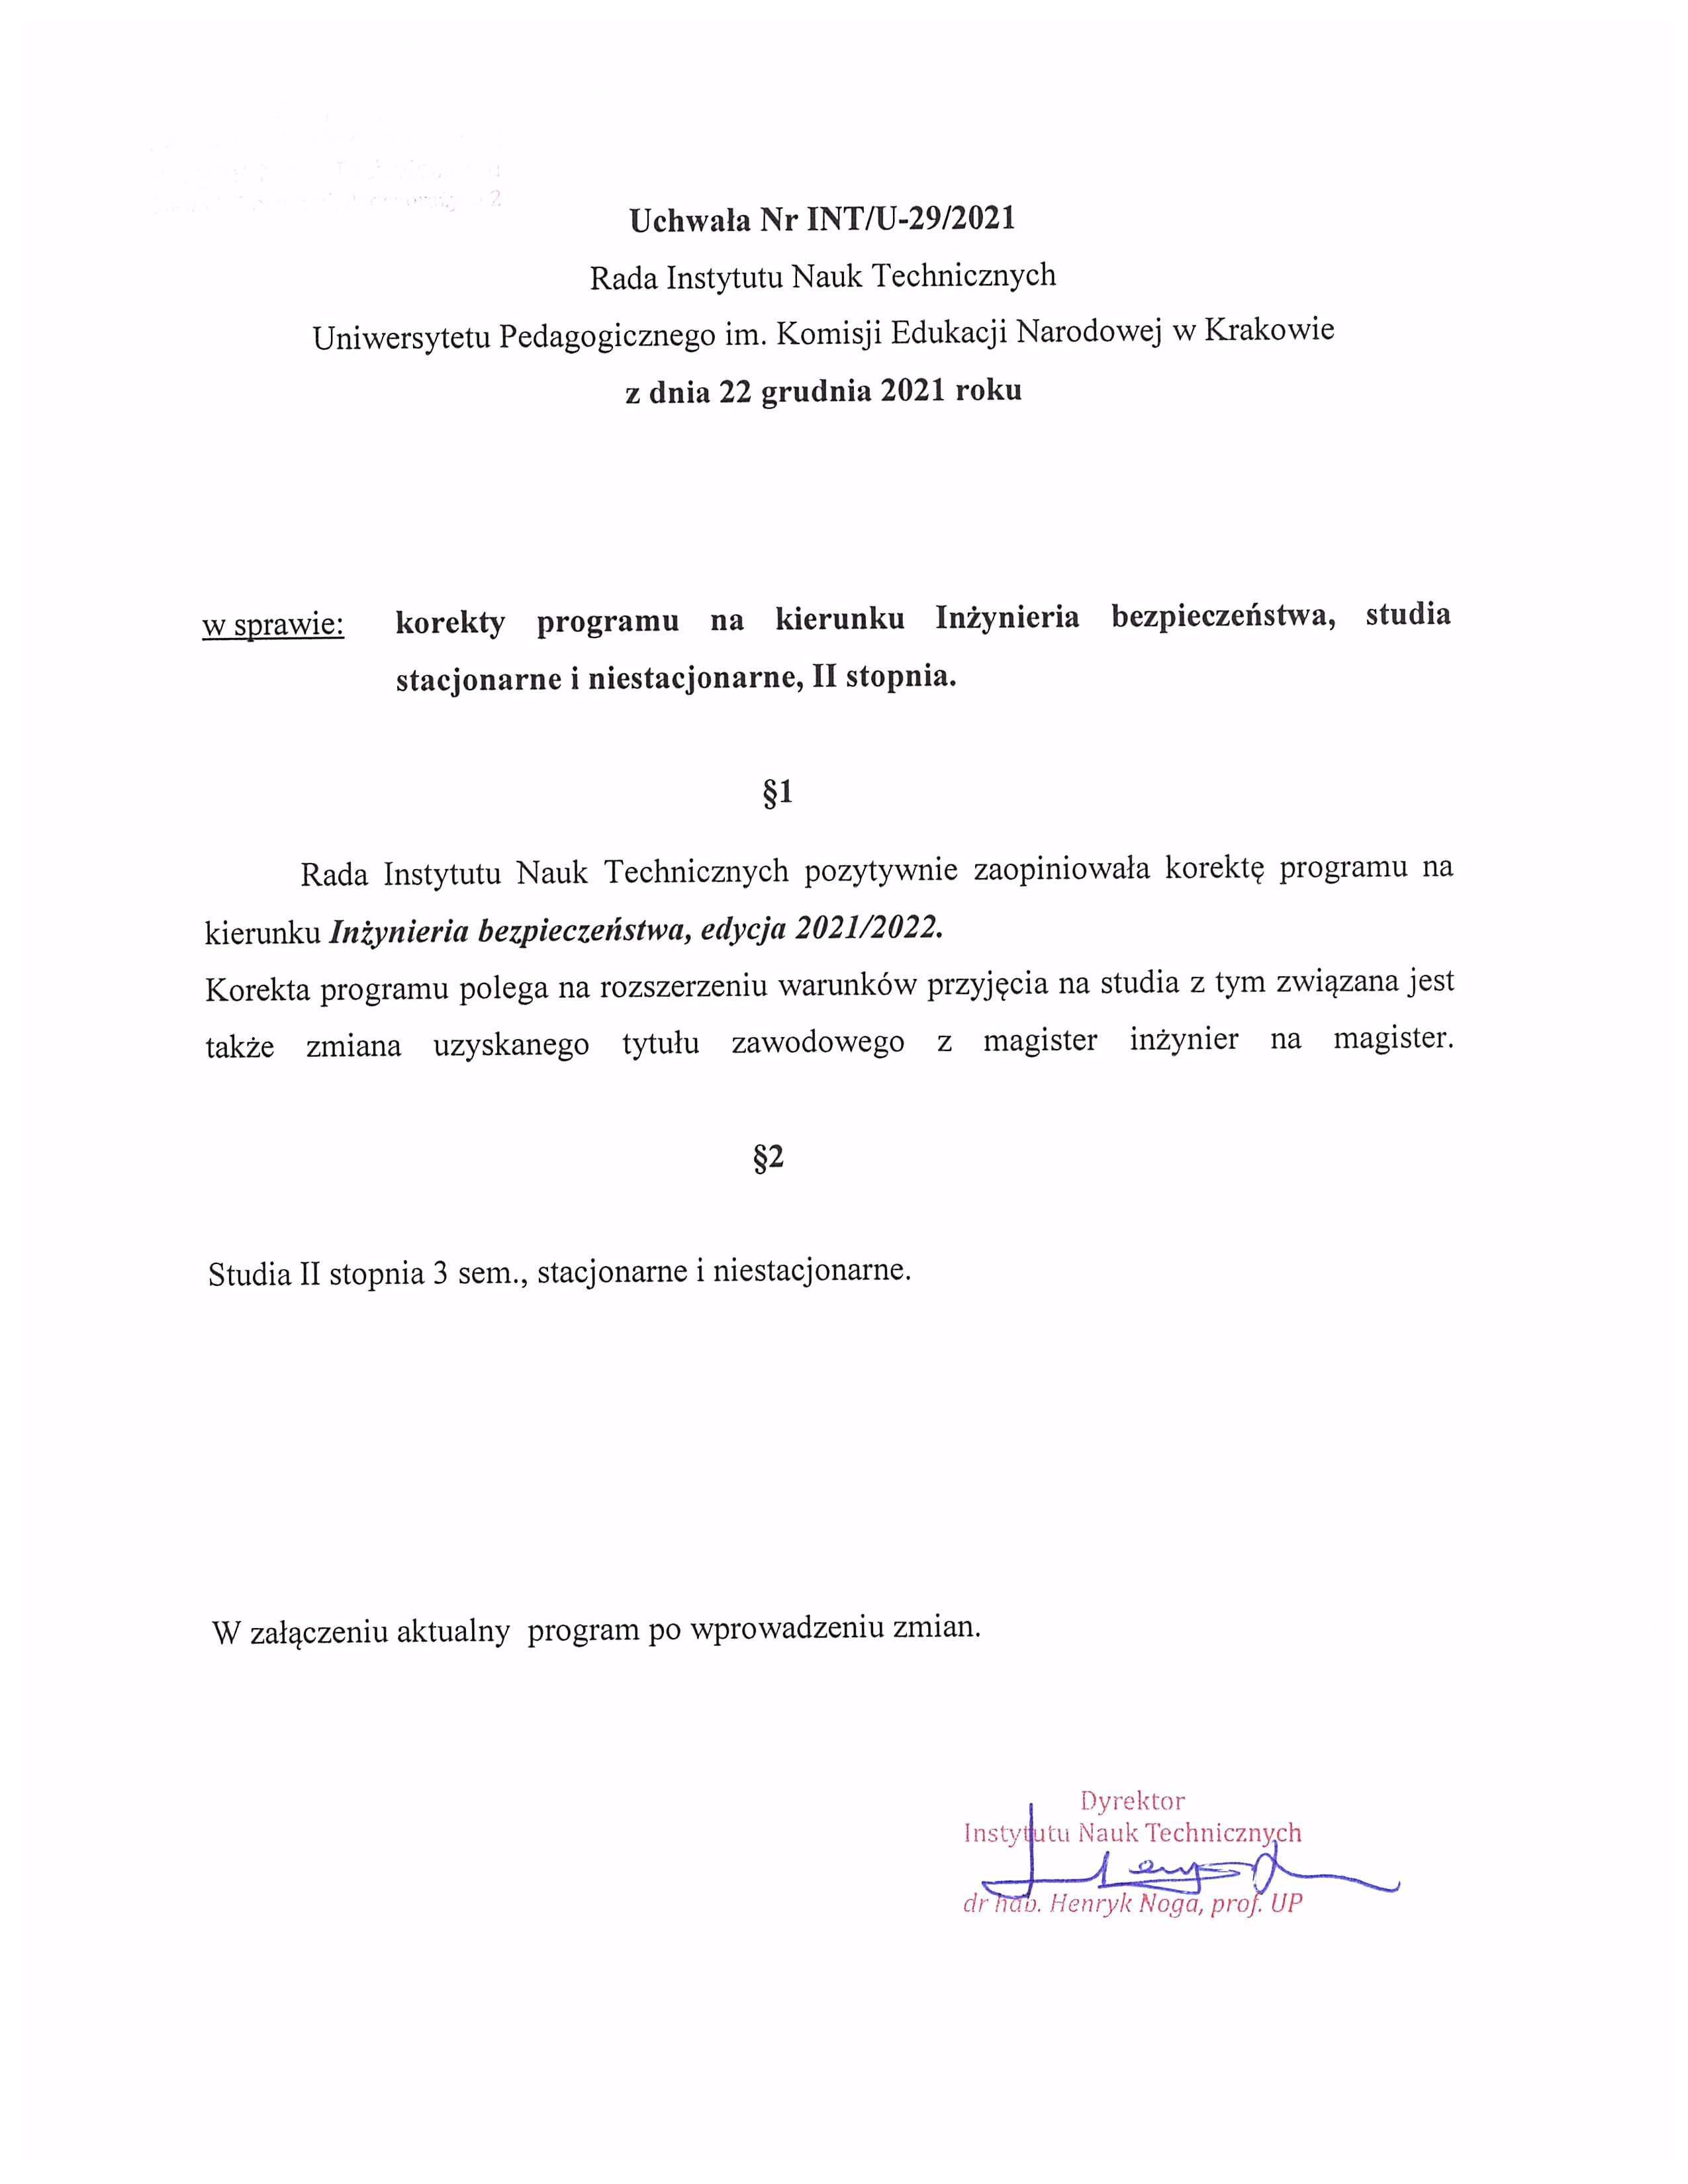 Uchwała Nr INT/U-29/2021
Rada Instytutu Nauk Technicznych
Uniwersytetu Pedagogicznego im. Komisji Edukacji Narodowej w Krakowie
z dnia 22 grudnia 2021 roku
w sprawie: korekty programu na kierunku Inżynieria bezpieczeństwa, studia
stacjonarne i niestacjonarne, II stopnia.
§1
Rada Instytutu Nauk Technicznych pozytywnie zaopiniowała korektę programu na
kierunku Inżynieria bezpieczeństwa, edycja 2021/2022.
Korekta programu polega na rozszerzeniu warunków przyjęcia na studia z tym związana jest
także zmiana uzyskanego tytułu zawodowego z magister inżynier na magister.
§2
Studia II stopnia 3 sem., stacjonarne i niestacjonarne.
W załączeniu aktualny program po wprowadzeniu zmian.
Dyrektor
Instytutu Nauk Technicznych
dr hab. Henryk Noga, prof. UP